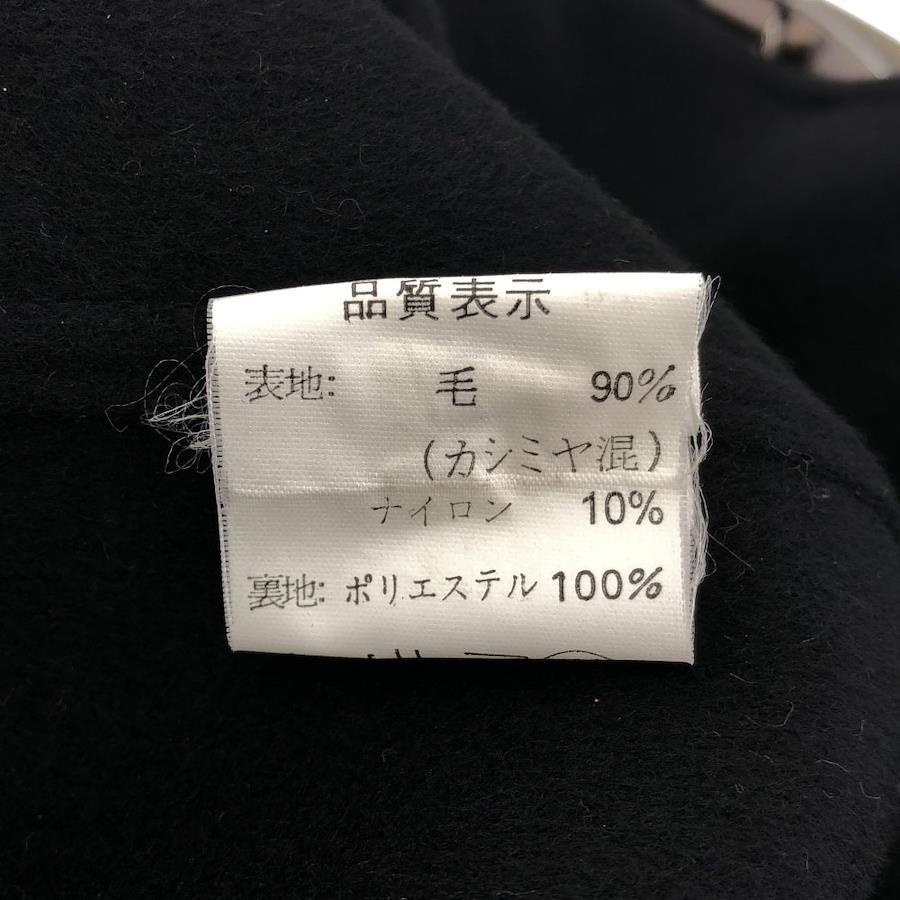 品質表示
表地: 毛 90%
(カシミヤ混)
ナイロン 10%
裏地: ポリエステル 100%